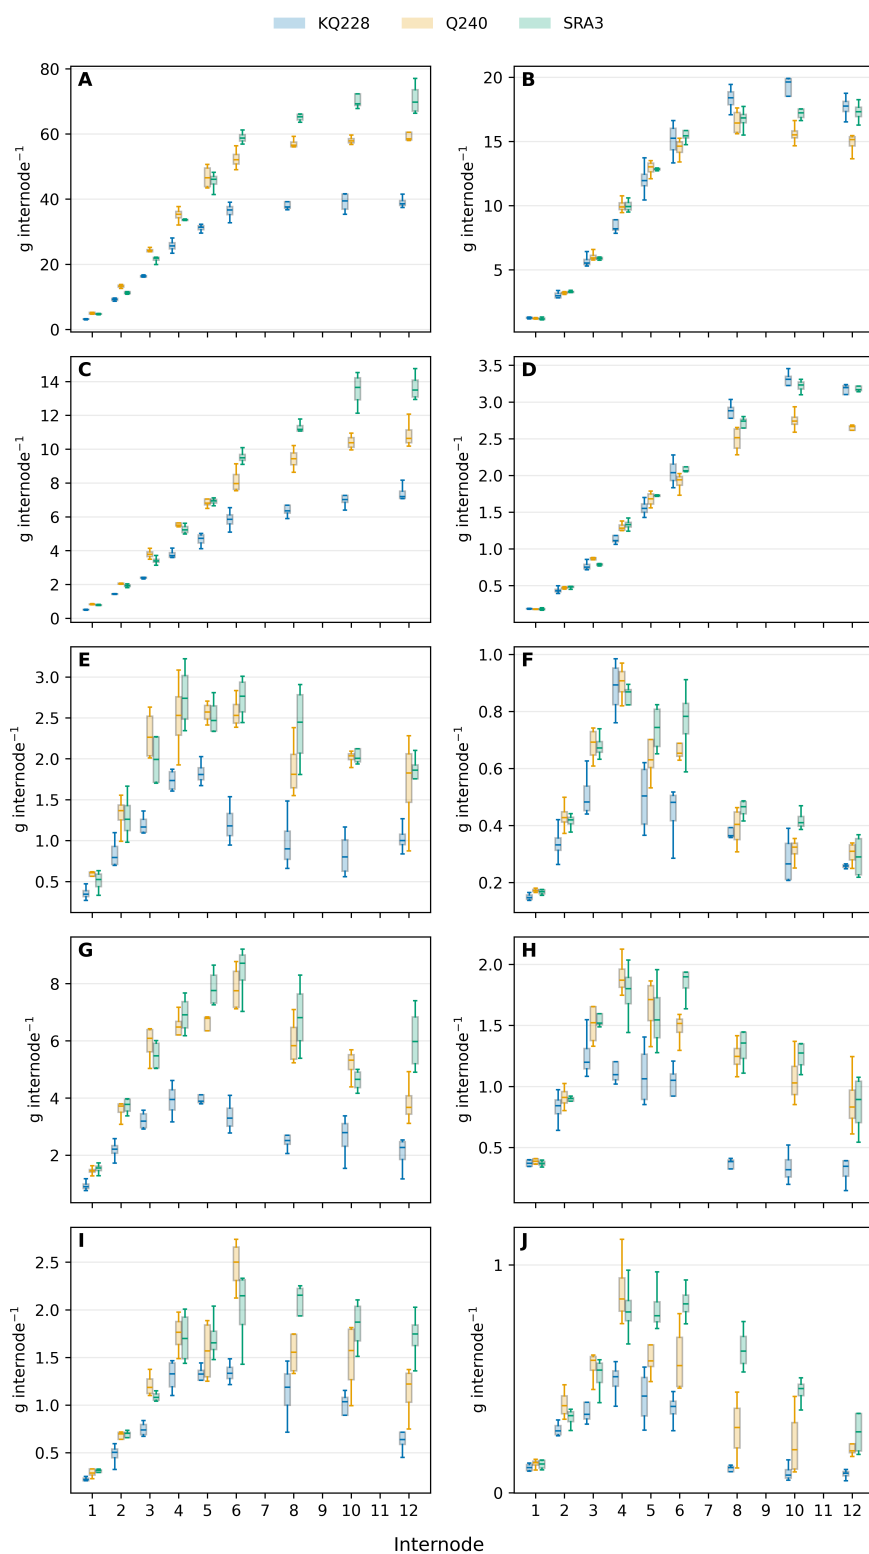 KQ228 Q240 SRA3
A
g internode⁻¹
80
60
40
20
0
B
g internode⁻¹
20
15
10
5
C
g internode⁻¹
14
12
10
8
6
4
2
0
D
g internode⁻¹
3.5
3.0
2.5
2.0
1.5
1.0
0.5
E
g internode⁻¹
3.0
2.5
2.0
1.5
1.0
0.5
F
g internode⁻¹
1.0
0.8
0.6
0.4
0.2
G
g internode⁻¹
8
6
4
2
H
g internode⁻¹
2.0
1.5
1.0
0.5
I
g internode⁻¹
2.5
2.0
1.5
1.0
0.5
1 2 3 4 5 6 7 8 9 10 11 12
J
g internode⁻¹
1
0
1 2 3 4 5 6 7 8 9 10 11 12
Internode